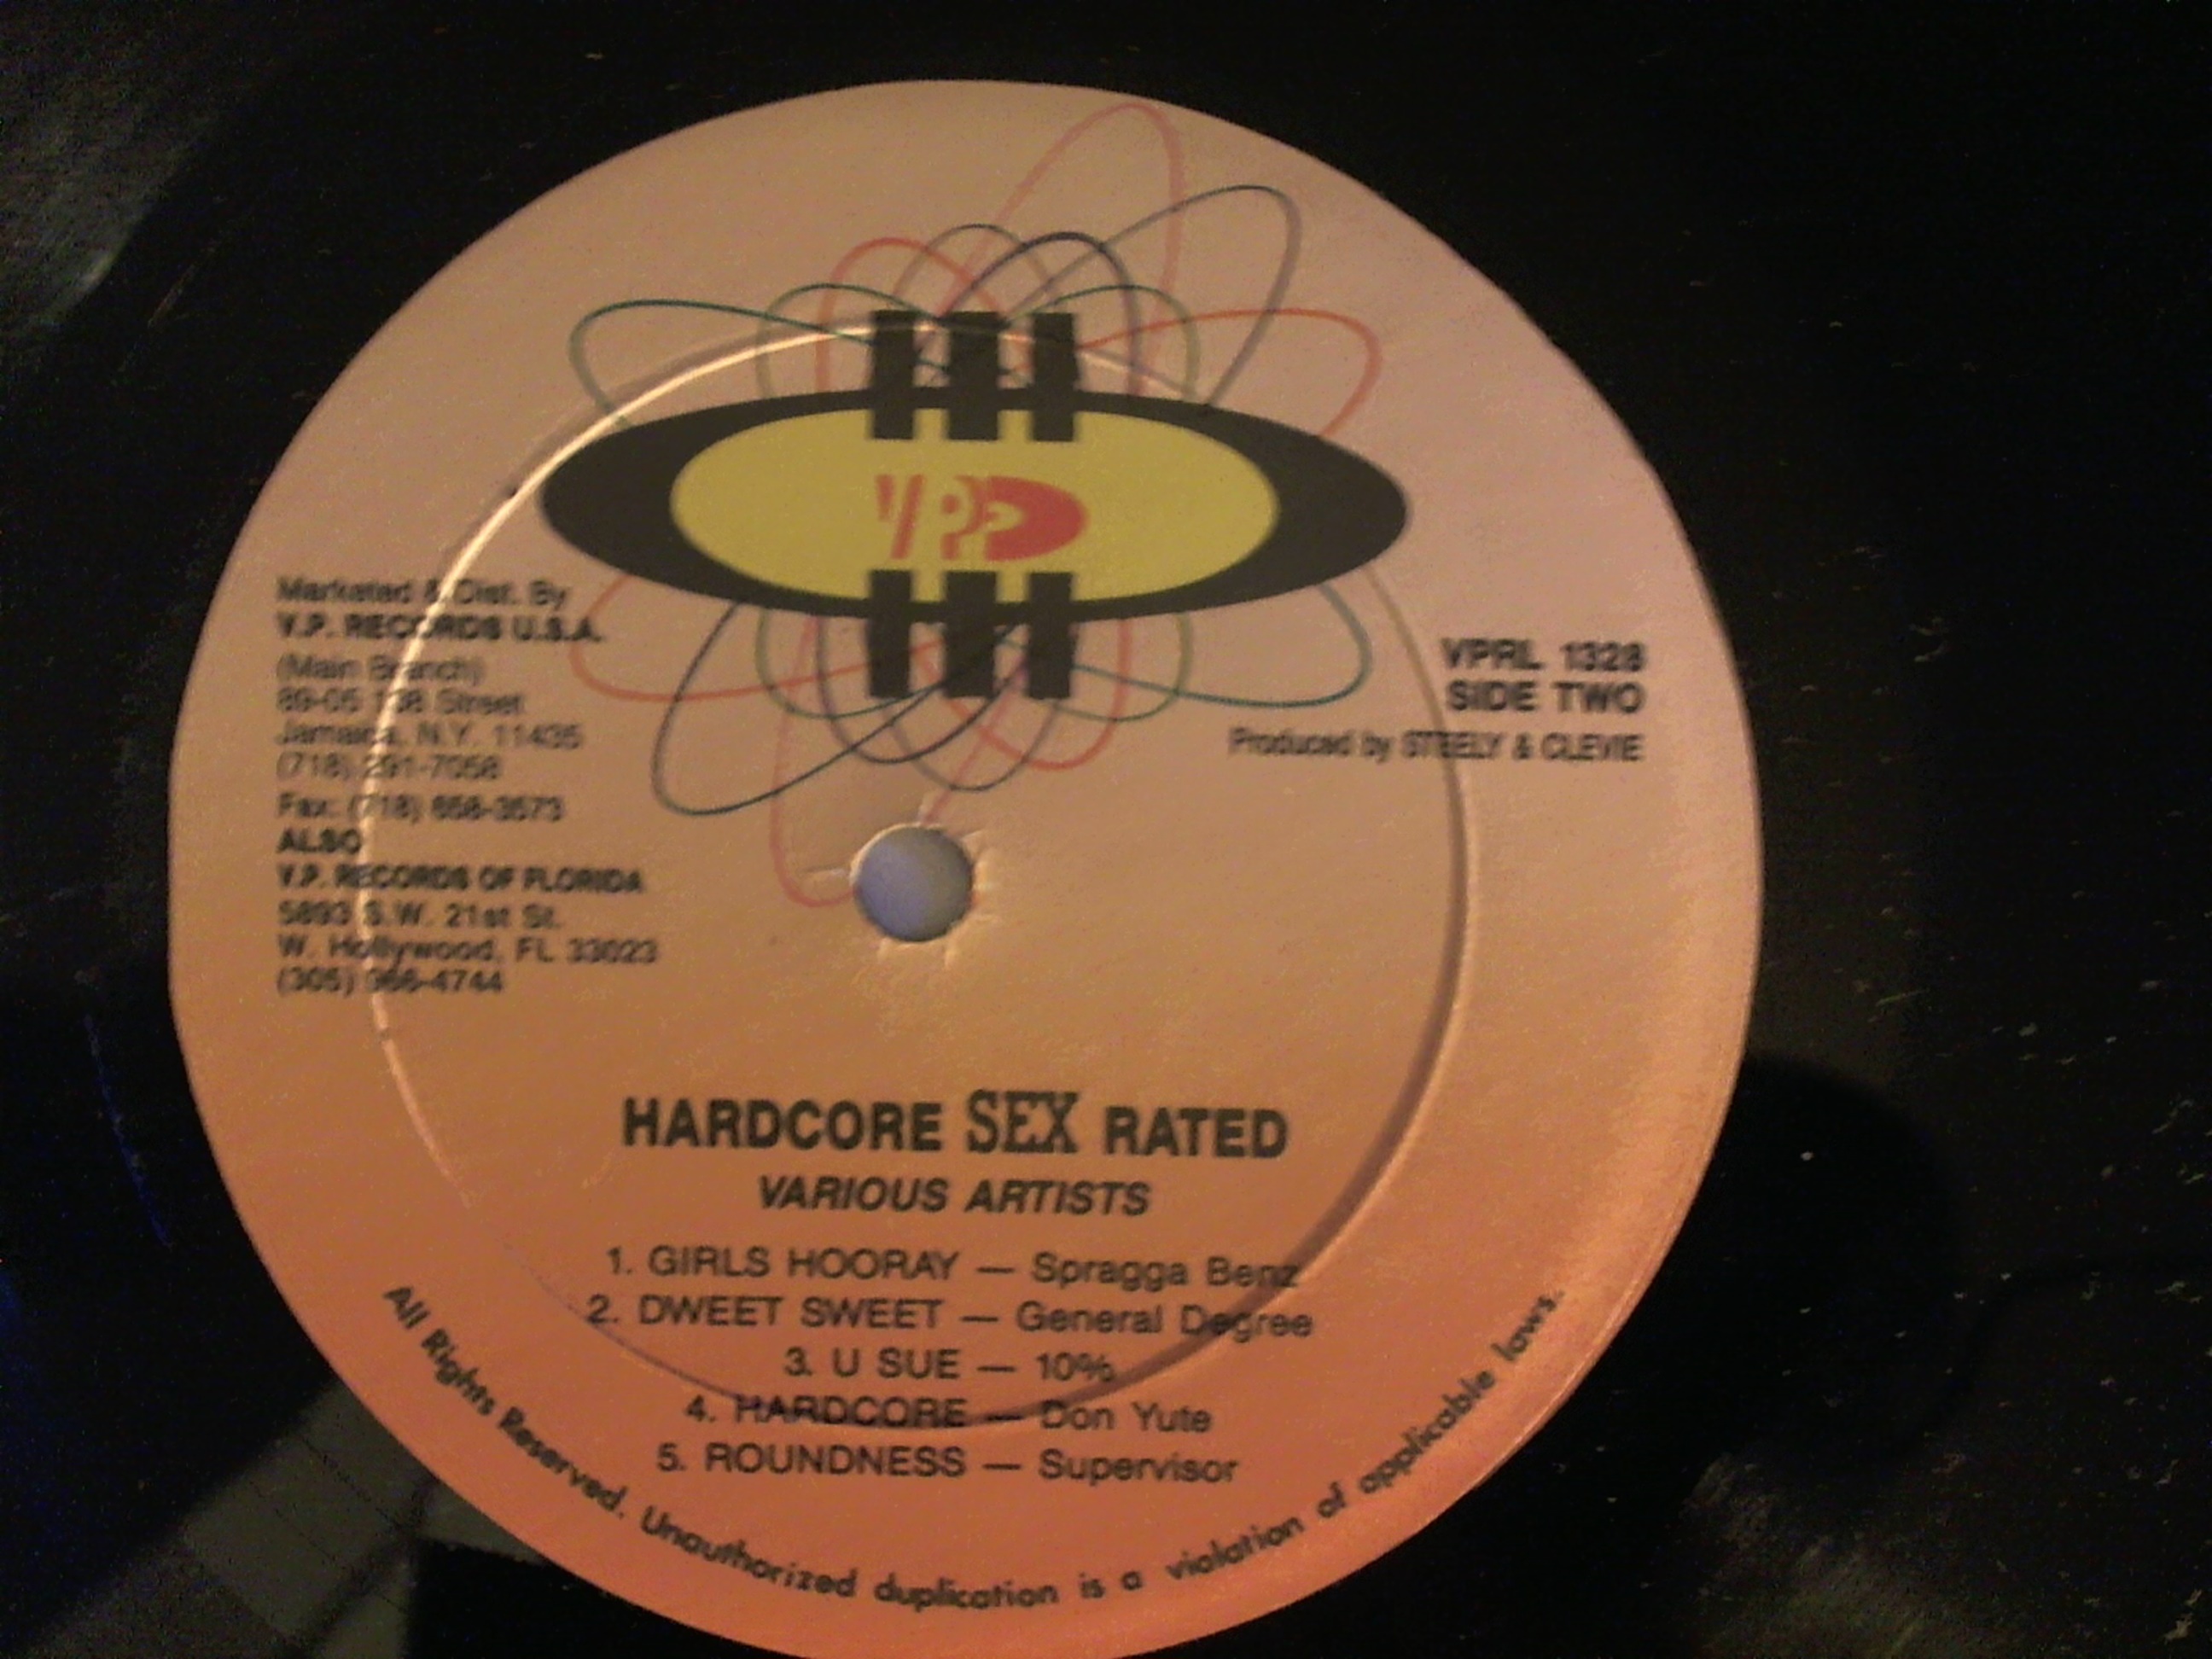 VP
Marketed & Dist. By
V.P. RECORDS U.S.A.
(Main Branch)
89-05 138 Street
Jamaica, N.Y. 11435
(718) 291-7058
Fax: (718) 658-3573
ALSO
V.P. RECORDS OF FLORIDA
5893 S.W. 21st St.
W. Hollywood, FL 33023
(305) 966-4744
VPRL 1328
SIDE TWO
Produced by STEELY & CLEVIE
HARDCORE SEX RATED
VARIOUS ARTISTS
1. GIRLS HOORAY — Spragga Benz
2. DWEET SWEET — General Degree
3. U SUE — 10%
4. HARDCORE — Don Yute
5. ROUNDNESS — Supervisor
All Rights Reserved. Unauthorized duplication is a violation of applicable laws.